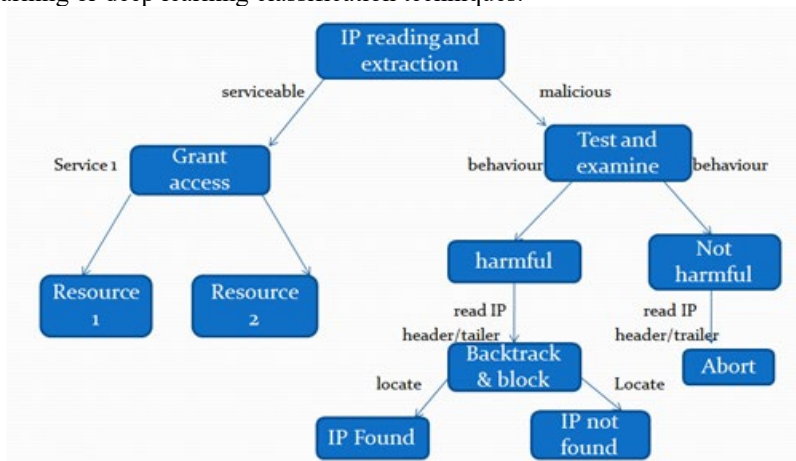 IP reading and
extraction
serviceable
malicious
Service 1
Grant
access
behaviour
Test and
examine
behaviour
Resource
1
Resource
2
harmful
Not
harmful
read IP
header/tailer
read IP
header/trailer
Backtrack
& block
Abort
locate
Locate
IP Found
IP not
found